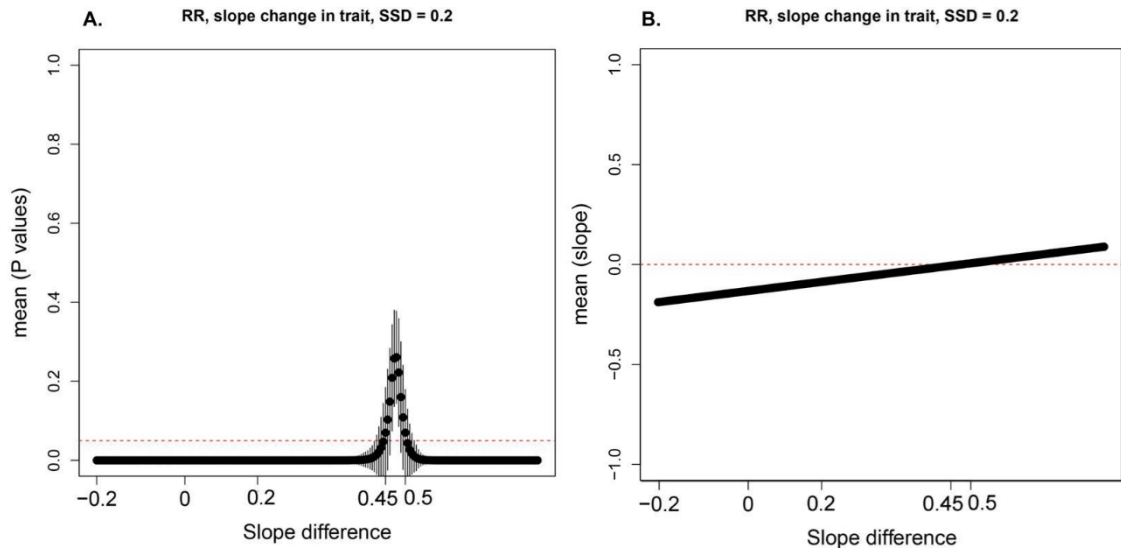 A.
RR, slope change in trait, SSD = 0.2
mean (P values)
1.0
0.8
0.6
0.4
0.2
0.0
−0.2
0
0.2
0.45
0.5
Slope difference
B.
RR, slope change in trait, SSD = 0.2
mean (slope)
1.0
0.5
0.0
−0.5
−1.0
−0.2
0
0.2
0.45
0.5
Slope difference